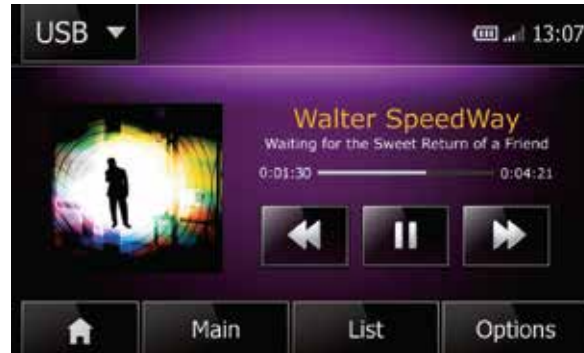 USB
13:07
Walter SpeedWay
Waiting for the Sweet Return of a Friend
0:01:30 0:04:21
Main List Options